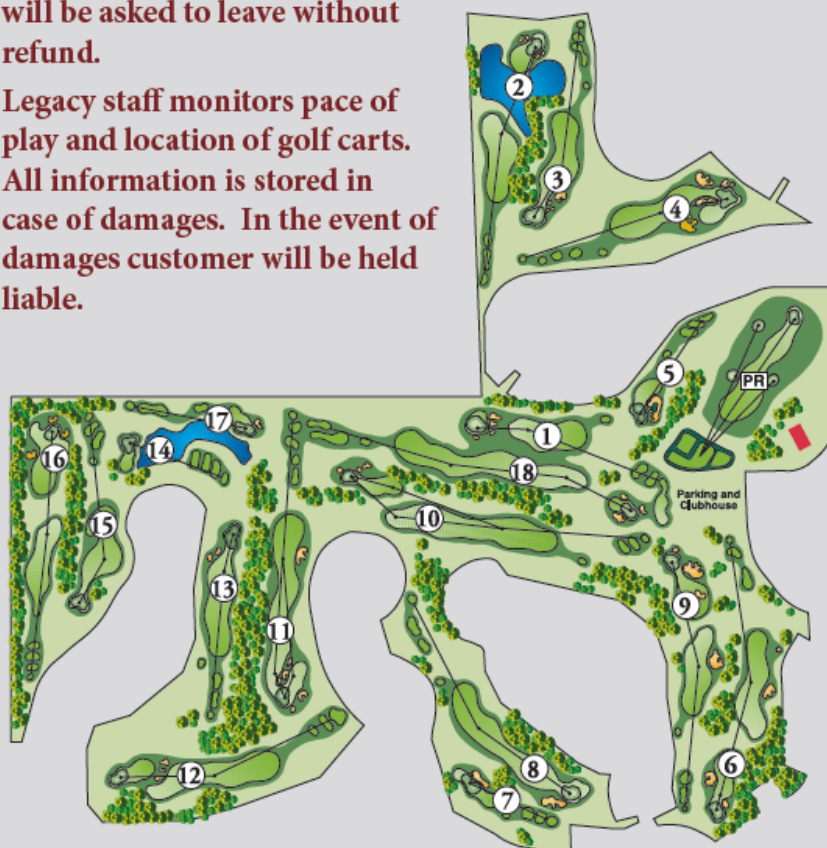 will be asked to leave without
refund.
Legacy staff monitors pace of
play and location of golf carts.
All information is stored in
case of damages.  In the event of
damages customer will be held
liable.
2
3
4
5
PR
17
1
14
16
18
Parking and
Clubhouse
10
15
13
9
11
6
12
8
7